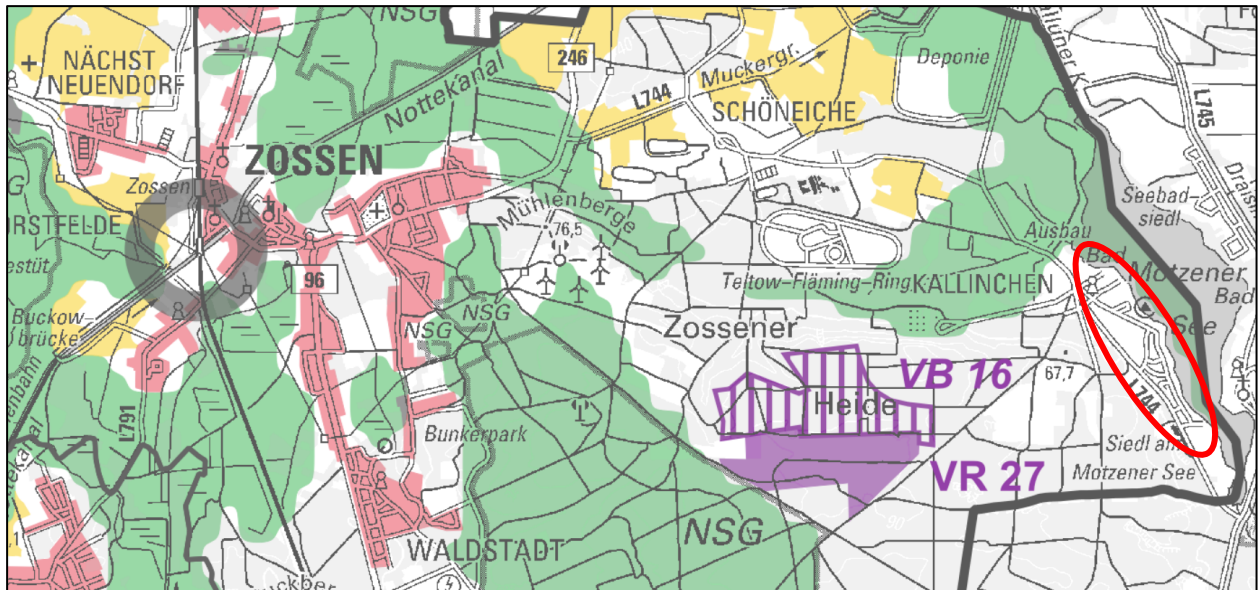 NSG
246
Deponie
NÄCHST
NEUENDORF
Nottekanal
L744
Muckergr.
SCHÖNEICHE
L745
ZOSSEN
Zossen
Seebad-
siedl
Mühlenberge
76,5
Ausbau
Bad
Motzener
See
Bad
96
Teltow-Fläming-Ring
KALLINCHEN
Buckow-
brücke
NSG
NSG
Zossener
Heide
VB 16
67,7
L744
L791
Bunkerpark
VR 27
Siedl am
Motzener See
NSG
WALDSTADT
90